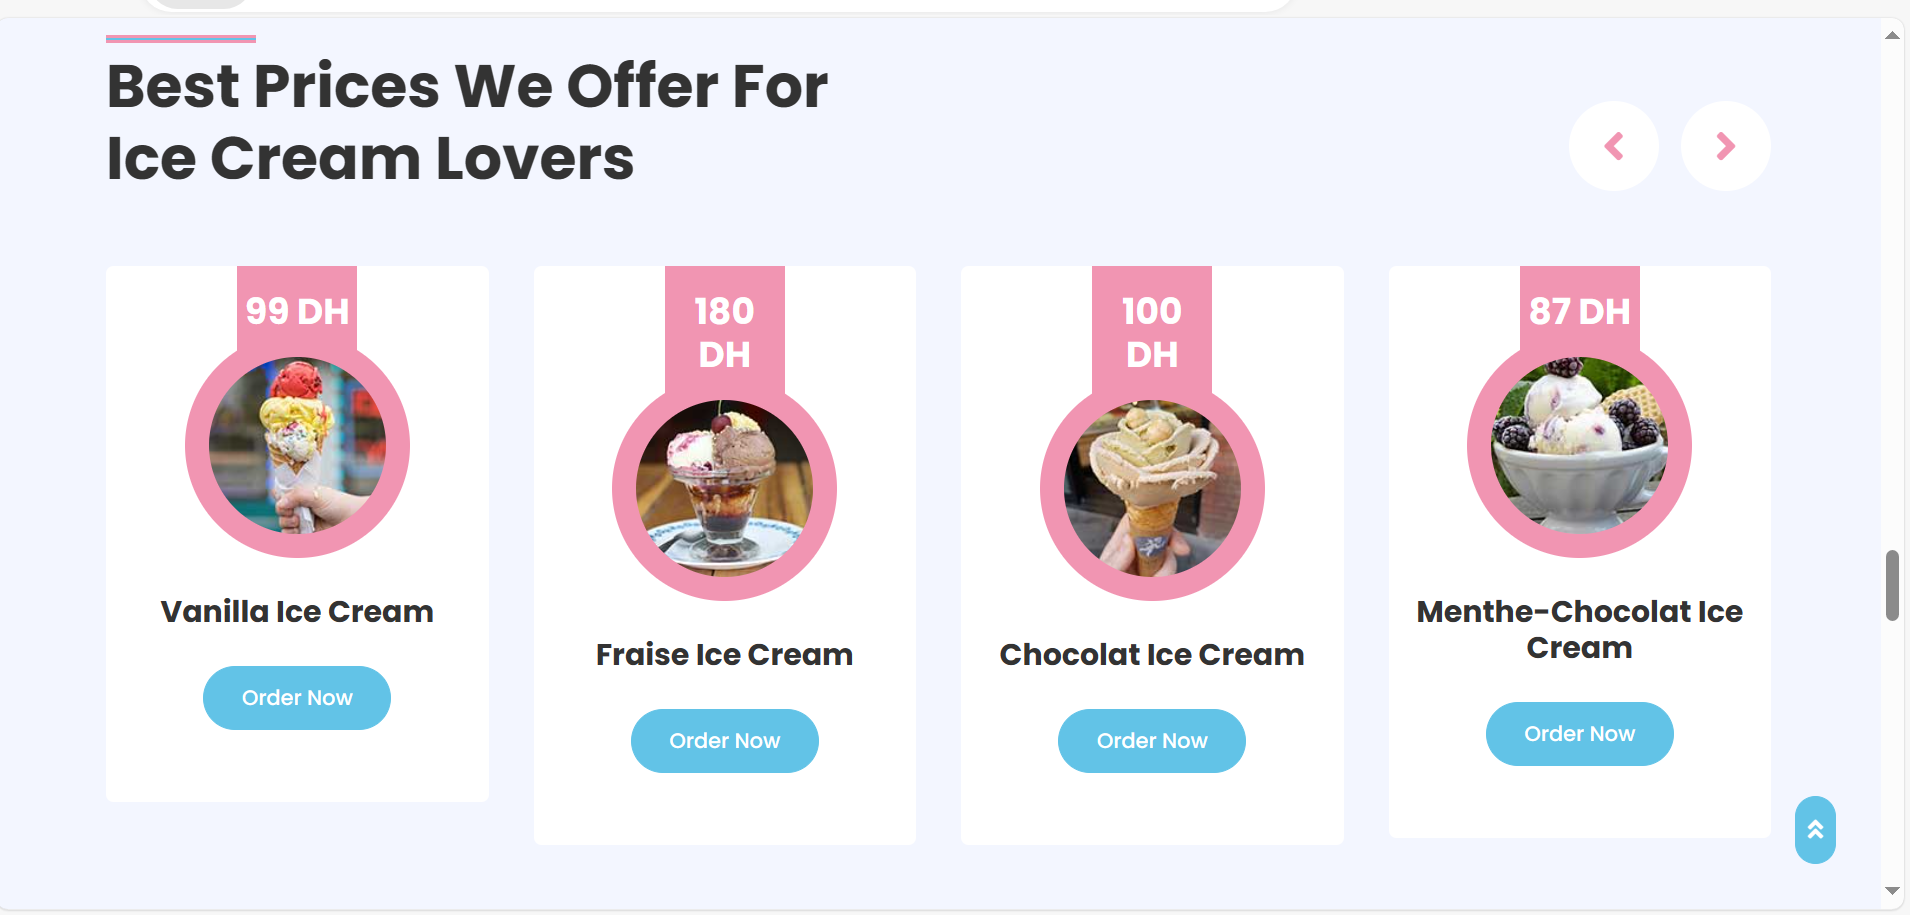 Best Prices We Offer For
Ice Cream Lovers
99 DH
Vanilla Ice Cream
Order Now
180
DH
Fraise Ice Cream
Order Now
100
DH
Chocolat Ice Cream
Order Now
87 DH
Menthe-Chocolat Ice
Cream
Order Now